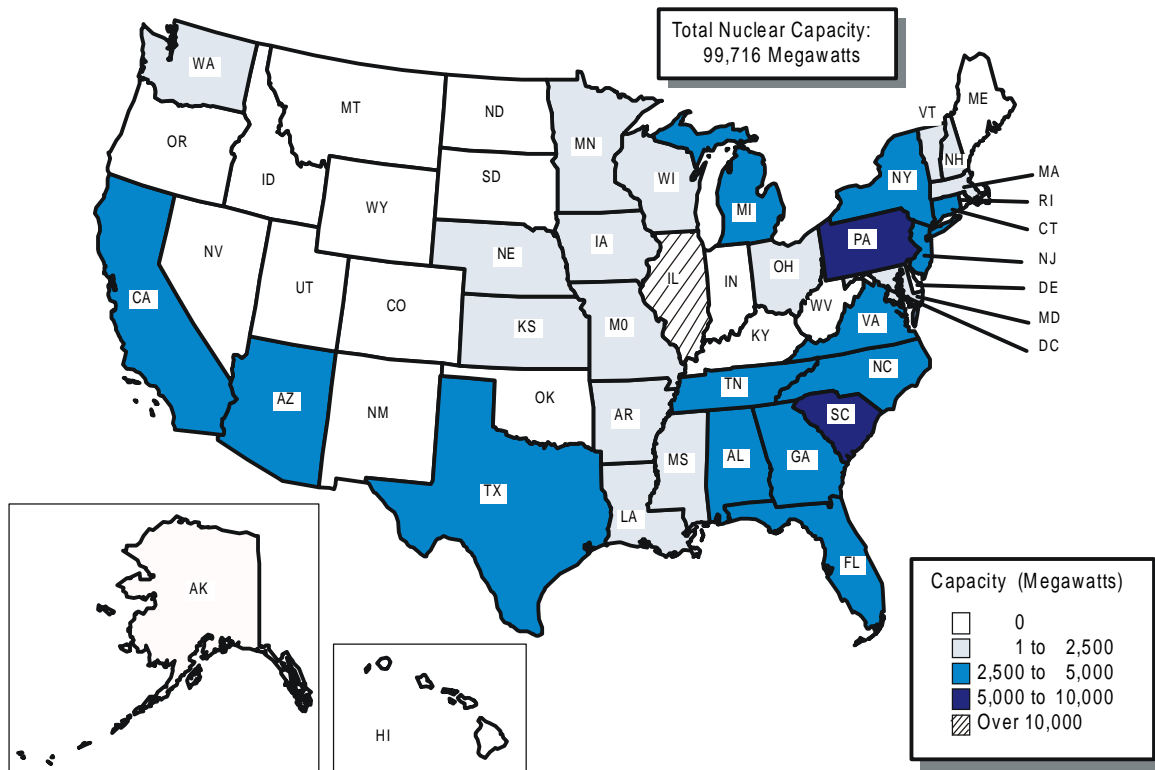 Total Nuclear Capacity:
99,716 Megawatts
WA
MT
ND
MN
VT
ME
OR
ID
SD
WI
NH
MA
WY
MI
NY
RI
CT
NV
NE
IA
PA
NJ
CA
UT
CO
IL
IN
OH
DE
KS
M0
WV
VA
MD
KY
DC
AZ
NM
OK
TN
NC
AR
SC
MS
AL
GA
TX
LA
FL
AK
HI
Capacity (Megawatts)
0
1 to 2,500
2,500 to 5,000
5,000 to 10,000
Over 10,000